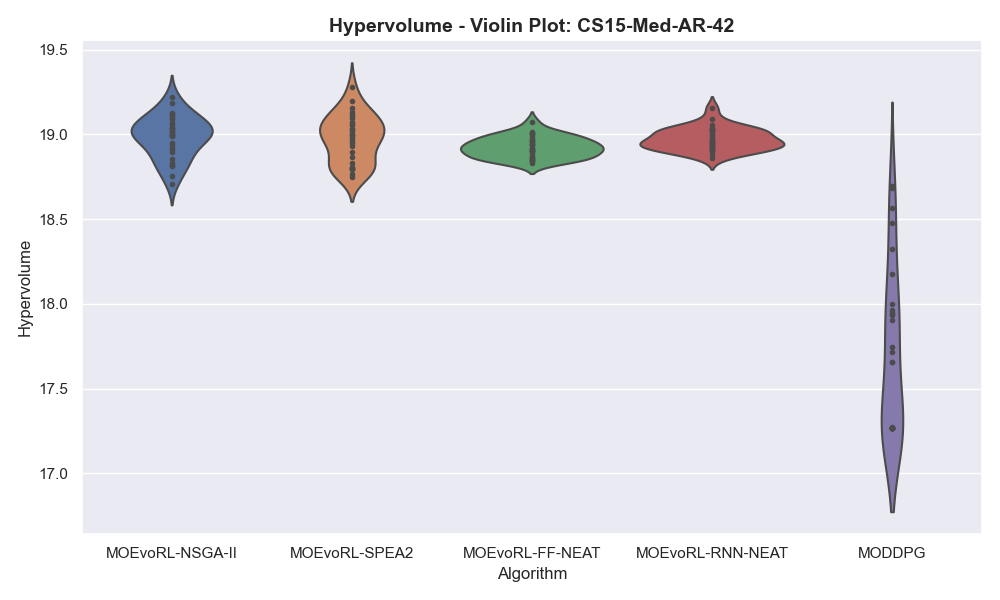 Hypervolume - Violin Plot: CS15-Med-AR-42
19.5
19.0
18.5
18.0
17.5
17.0
Hypervolume
MOEvoRL-NSGA-II
MOEvoRL-SPEA2
MOEvoRL-FF-NEAT
MOEvoRL-RNN-NEAT
MODDPG
Algorithm